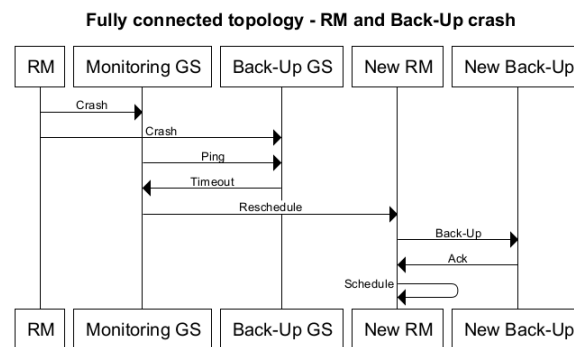 Fully connected topology - RM and Back-Up crash
RM Monitoring GS Back-Up GS New RM New Back-Up
Crash
Crash
Ping
Timeout
Reschedule
Back-Up
Ack
Schedule
RM Monitoring GS Back-Up GS New RM New Back-Up